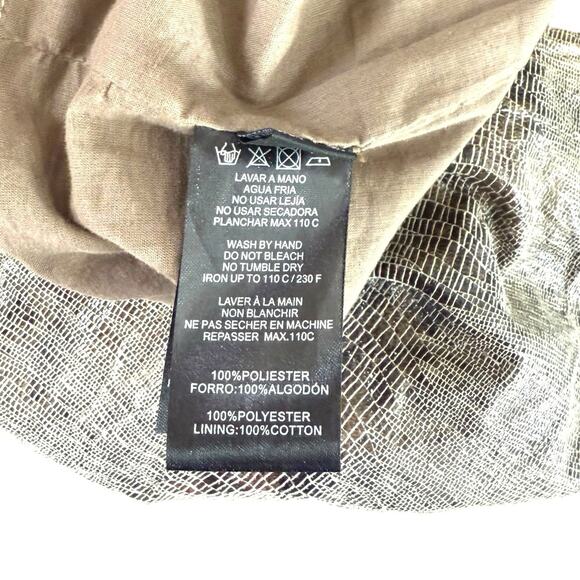 LAVAR A MANO
AGUA FRIA
NO USAR LEJÍA
NO USAR SECADORA
PLANCHAR MAX 110 C
WASH BY HAND
DO NOT BLEACH
NO TUMBLE DRY
IRON UP TO 110 C / 230 F
LAVER À LA MAIN
NON BLANCHIR
NE PAS SECHER EN MACHINE
REPASSER MAX.110C
100%POLIESTER
FORRO:100%ALGODÓN
100%POLYESTER
LINING:100%COTTON